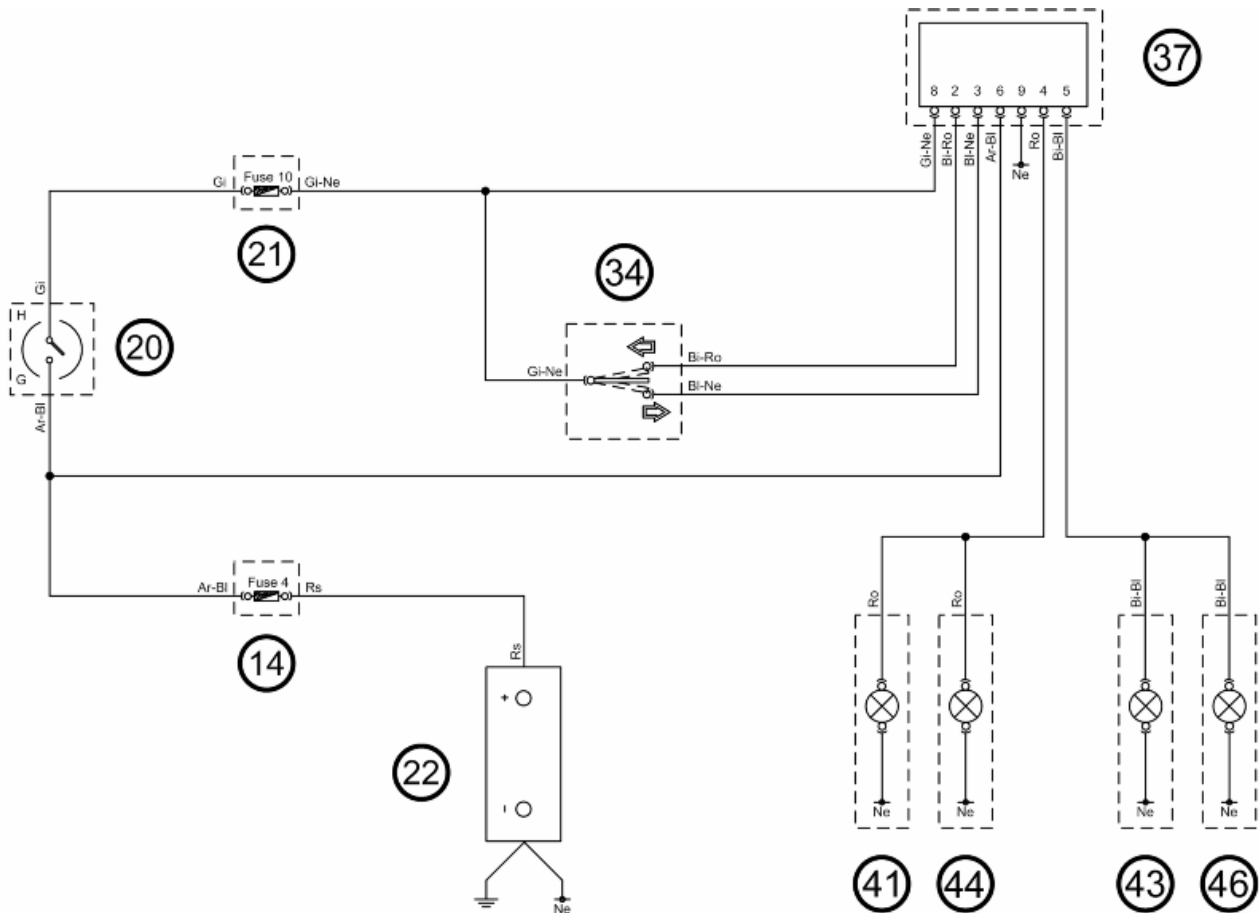 37
8 2 3 6 9 4 5
Gi-Ne
Bi-Ro
Bl-Ne
Ar-Bl
Ne
Ro
Bi-Bl
Gi
Fuse 10
Gi-Ne
21
34
Gi
H
G
20
Ar-Bl
Gi-Ne
Bi-Ro
Bl-Ne
Ar-Bl
Fuse 4
Rs
14
Rs
+
-
22
Ne
Ro
Ro
Bi-Bl
Bi-Bl
Ne
Ne
Ne
Ne
41
44
43
46